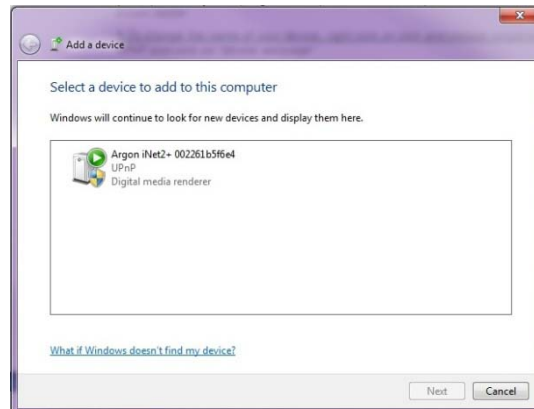 Add a device
Select a device to add to this computer
Windows will continue to look for new devices and display them here.
Argon iNet2+ 002261b5f6e4
UPnP
Digital media renderer
What if Windows doesn't find my device?
Next
Cancel